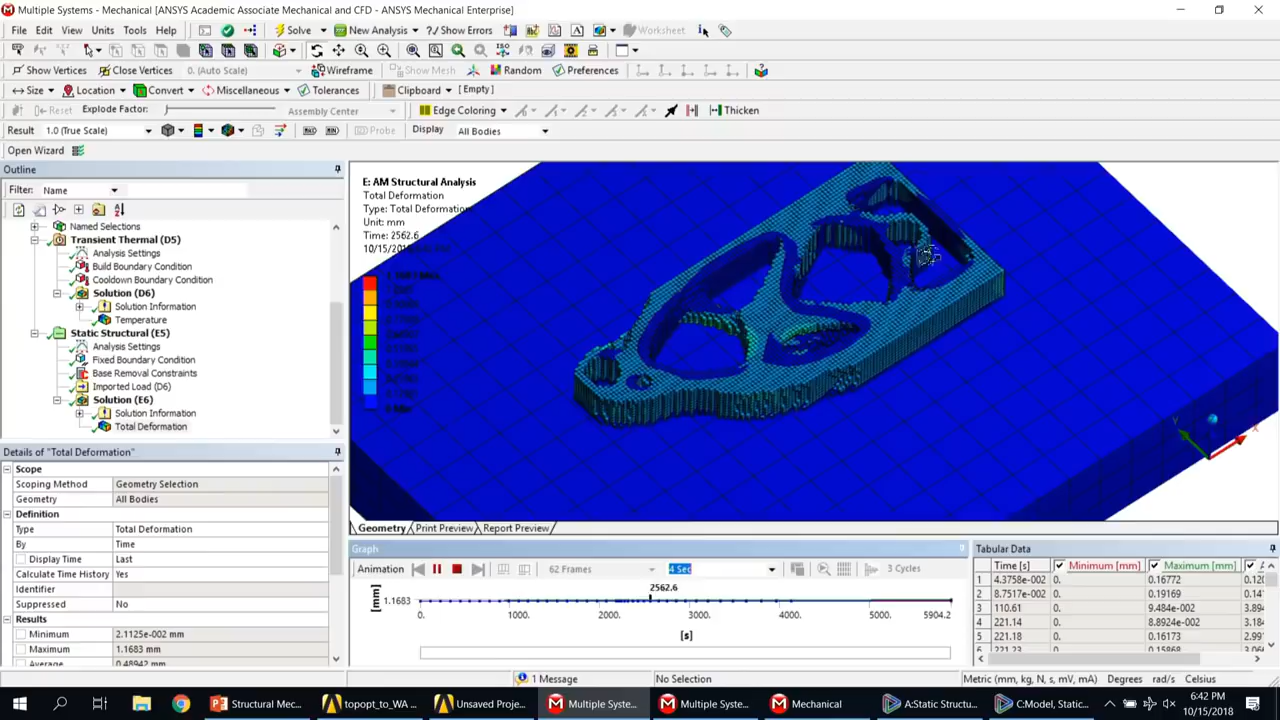 Multiple Systems - Mechanical [ANSYS Academic Associate Mechanical and CFD - ANSYS Mechanical Enterprise]
File Edit View Units Tools Help Solve New Analysis ?/ Show Errors Worksheet
Show Vertices Close Vertices 0. (Auto Scale) Wireframe Show Mesh Random Preferences
Size Location Convert Miscellaneous Tolerances Clipboard [ Empty ]
Reset Explode Factor: Assembly Center Edge Coloring Thicken
Result 1.0 (True Scale) Probe Display All Bodies
Open Wizard
Outline
Filter: Name
Named Selections
Transient Thermal (D5)
Analysis Settings
Build Boundary Condition
Cooldown Boundary Condition
Solution (D6)
Solution Information
Temperature
Static Structural (E5)
Analysis Settings
Fixed Boundary Condition
Base Removal Constraints
Imported Load (D6)
Solution (E6)
Solution Information
Total Deformation
Details of "Total Deformation"
Scope
Scoping Method Geometry Selection
Geometry All Bodies
Definition
Type Total Deformation
By Time
Display Time Last
Calculate Time History Yes
Identifier
Suppressed No
Results
Minimum 2.1125e-002 mm
Maximum 1.1683 mm
Average 0.48942 mm
E: AM Structural Analysis
Total Deformation
Type: Total Deformation
Unit: mm
Time: 2562.6
Y X
Geometry Print Preview Report Preview
Graph
Animation 62 Frames 4 Sec 3 Cycles
2562.6
[mm] 1.1683
0. 1000. 2000. 3000. 4000. 5000. 5904.2
[s]
Tabular Data
Time [s] Minimum [mm] Maximum [mm]
1 4.3758e-002 0. 0.16772
2 8.7517e-002 0. 0.19169
3 110.61 0. 9.484e-002
4 221.14 0. 8.8924e-002
5 221.18 0. 0.16173
6 221.23 0. 0.15868
1 Message No Selection Metric (mm, kg, N, s, mV, mA) Degrees rad/s Celsius
Structural Mec... topopt_to_WA ... Unsaved Proje... Multiple Syste... Multiple Syste... Mechanical A:Static Structu... C:Model, Static...
6:42 PM
10/15/2018